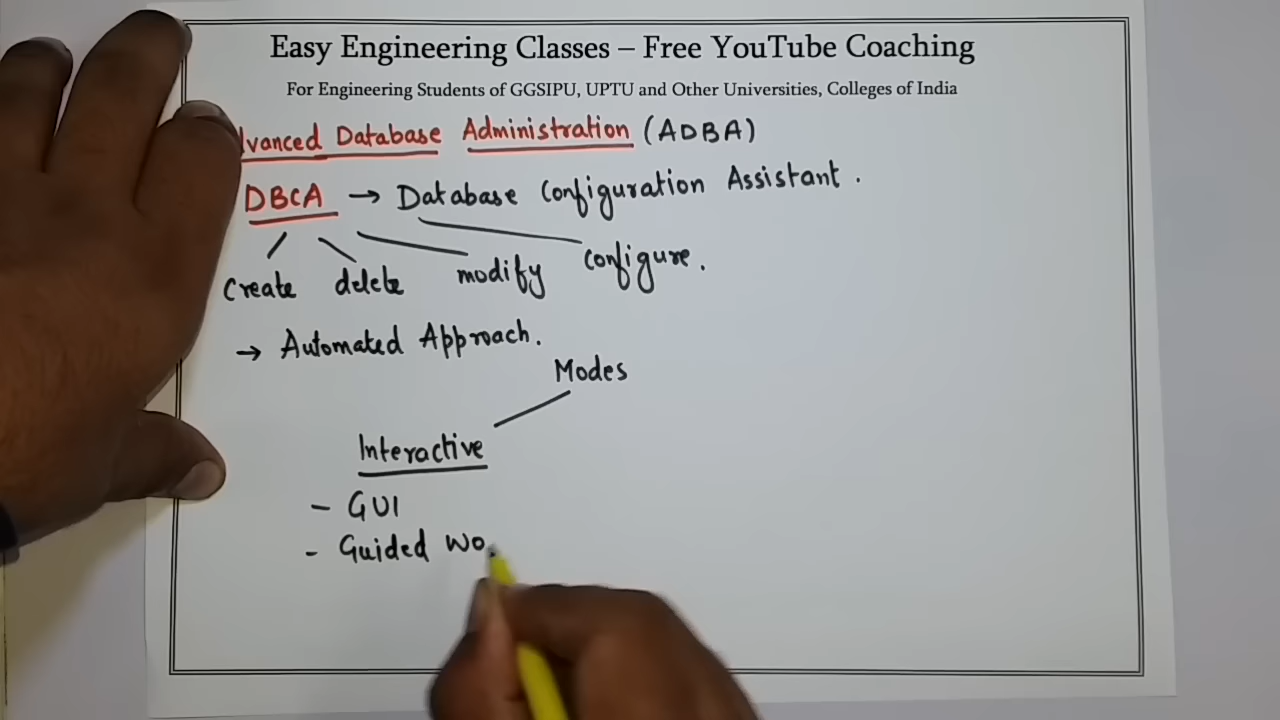 Easy Engineering Classes – Free YouTube Coaching
For Engineering Students of GGSIPU, UPTU and Other Universities, Colleges of India
dvanced Database Administration (ADBA)
DBCA → Database Configuration Assistant.
Create delete modify Configure.
→ Automated Approach.
Modes
Interactive
- GUI
- Guided Wo